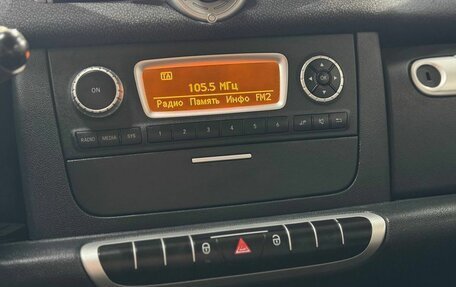 TA
105.5 МГц
Радио Память Инфо FM2
ON
RADIO MEDIA SYS 1 2 3 4 5 6